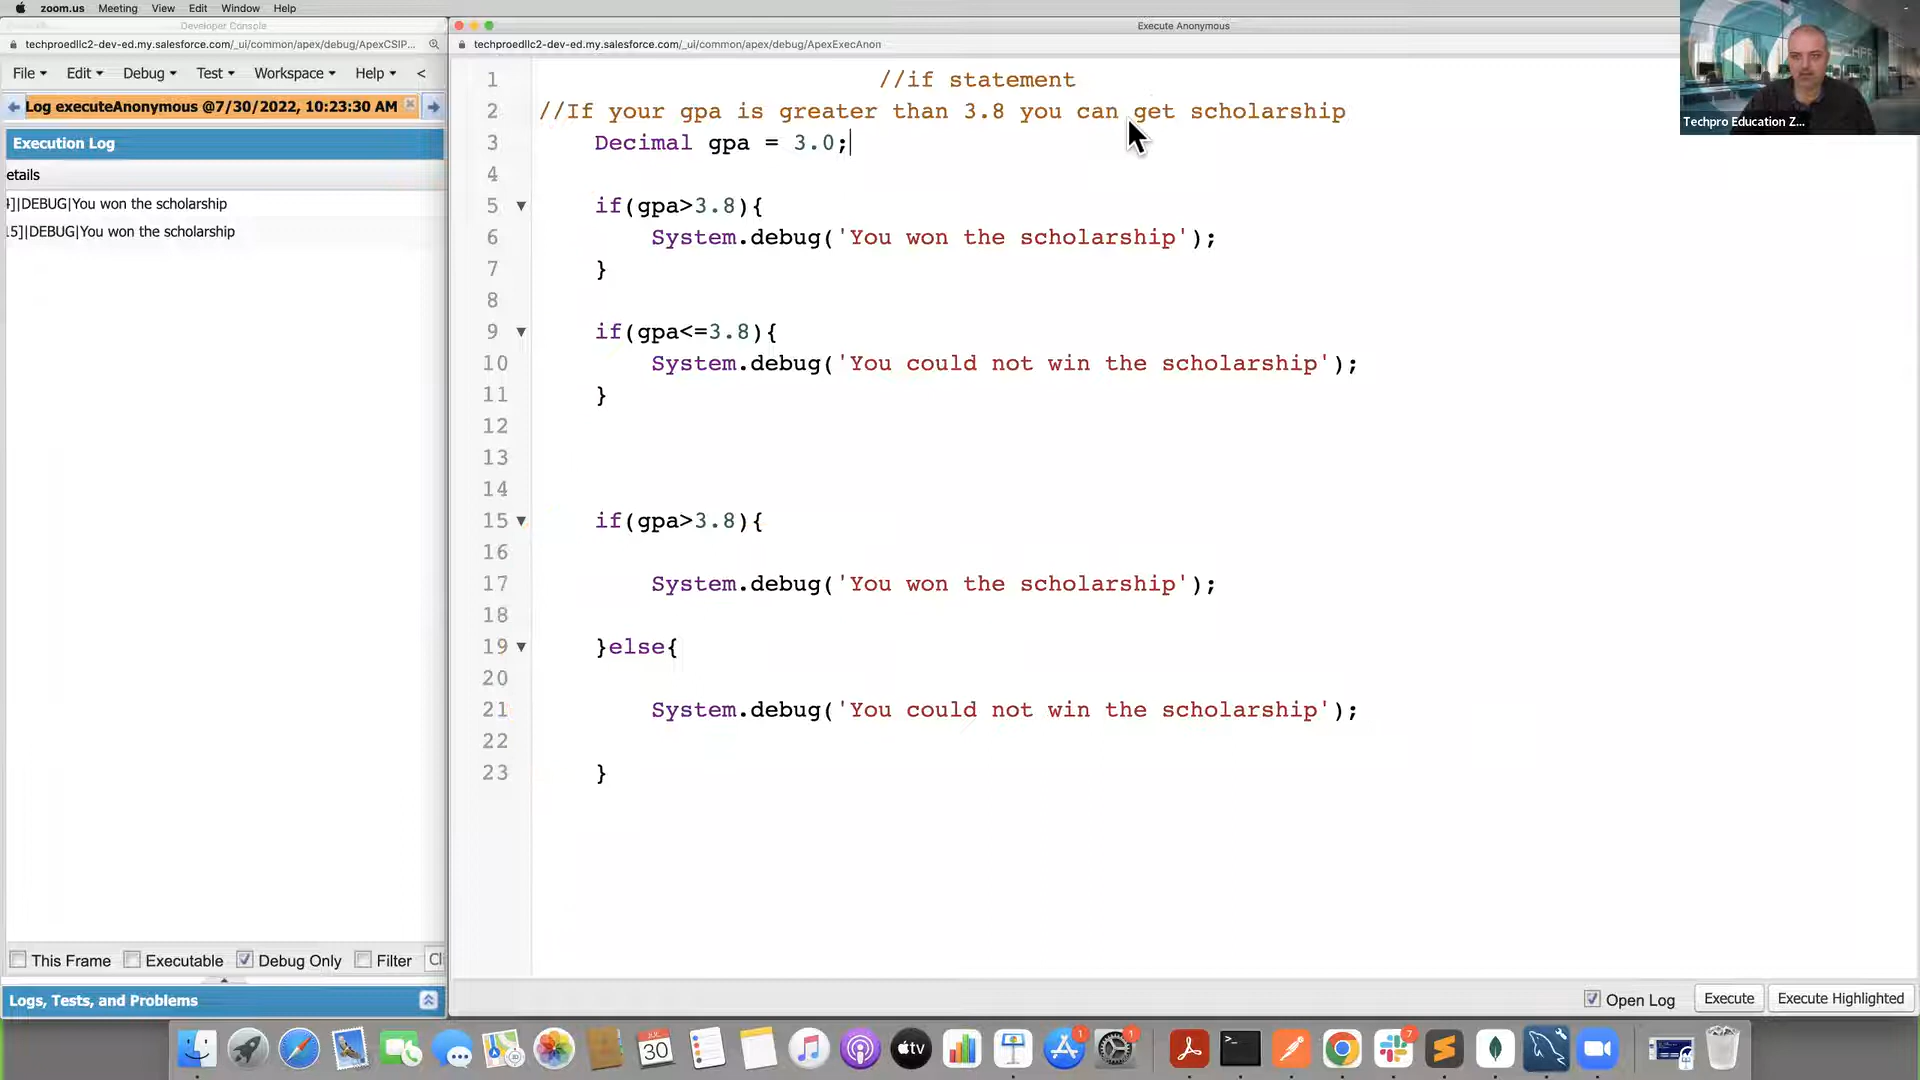 zoom.us Meeting View Edit Window Help
Developer Console
techproedllc2-dev-ed.my.salesforce.com/_ui/common/apex/debug/ApexCSIP...
File Edit Debug Test Workspace Help <
Log executeAnonymous @7/30/2022, 10:23:30 AM
Execution Log
etails
4]|DEBUG|You won the scholarship
15]|DEBUG|You won the scholarship
This Frame Executable Debug Only Filter Cl
Logs, Tests, and Problems
Execute Anonymous
techproedllc2-dev-ed.my.salesforce.com/_ui/common/apex/debug/ApexExecAnon
1 //if statement
2 //If your gpa is greater than 3.8 you can get scholarship
3 Decimal gpa = 3.0;
4
5 if(gpa>3.8){
6 System.debug('You won the scholarship');
7 }
8
9 if(gpa<=3.8){
10 System.debug('You could not win the scholarship');
11 }
12
13
14
15 if(gpa>3.8){
16
17 System.debug('You won the scholarship');
18
19 }else{
20
21 System.debug('You could not win the scholarship');
22
23 }
Open Log Execute Execute Highlighted
Techpro Education Z...
JUL
30
tv
1
1
7